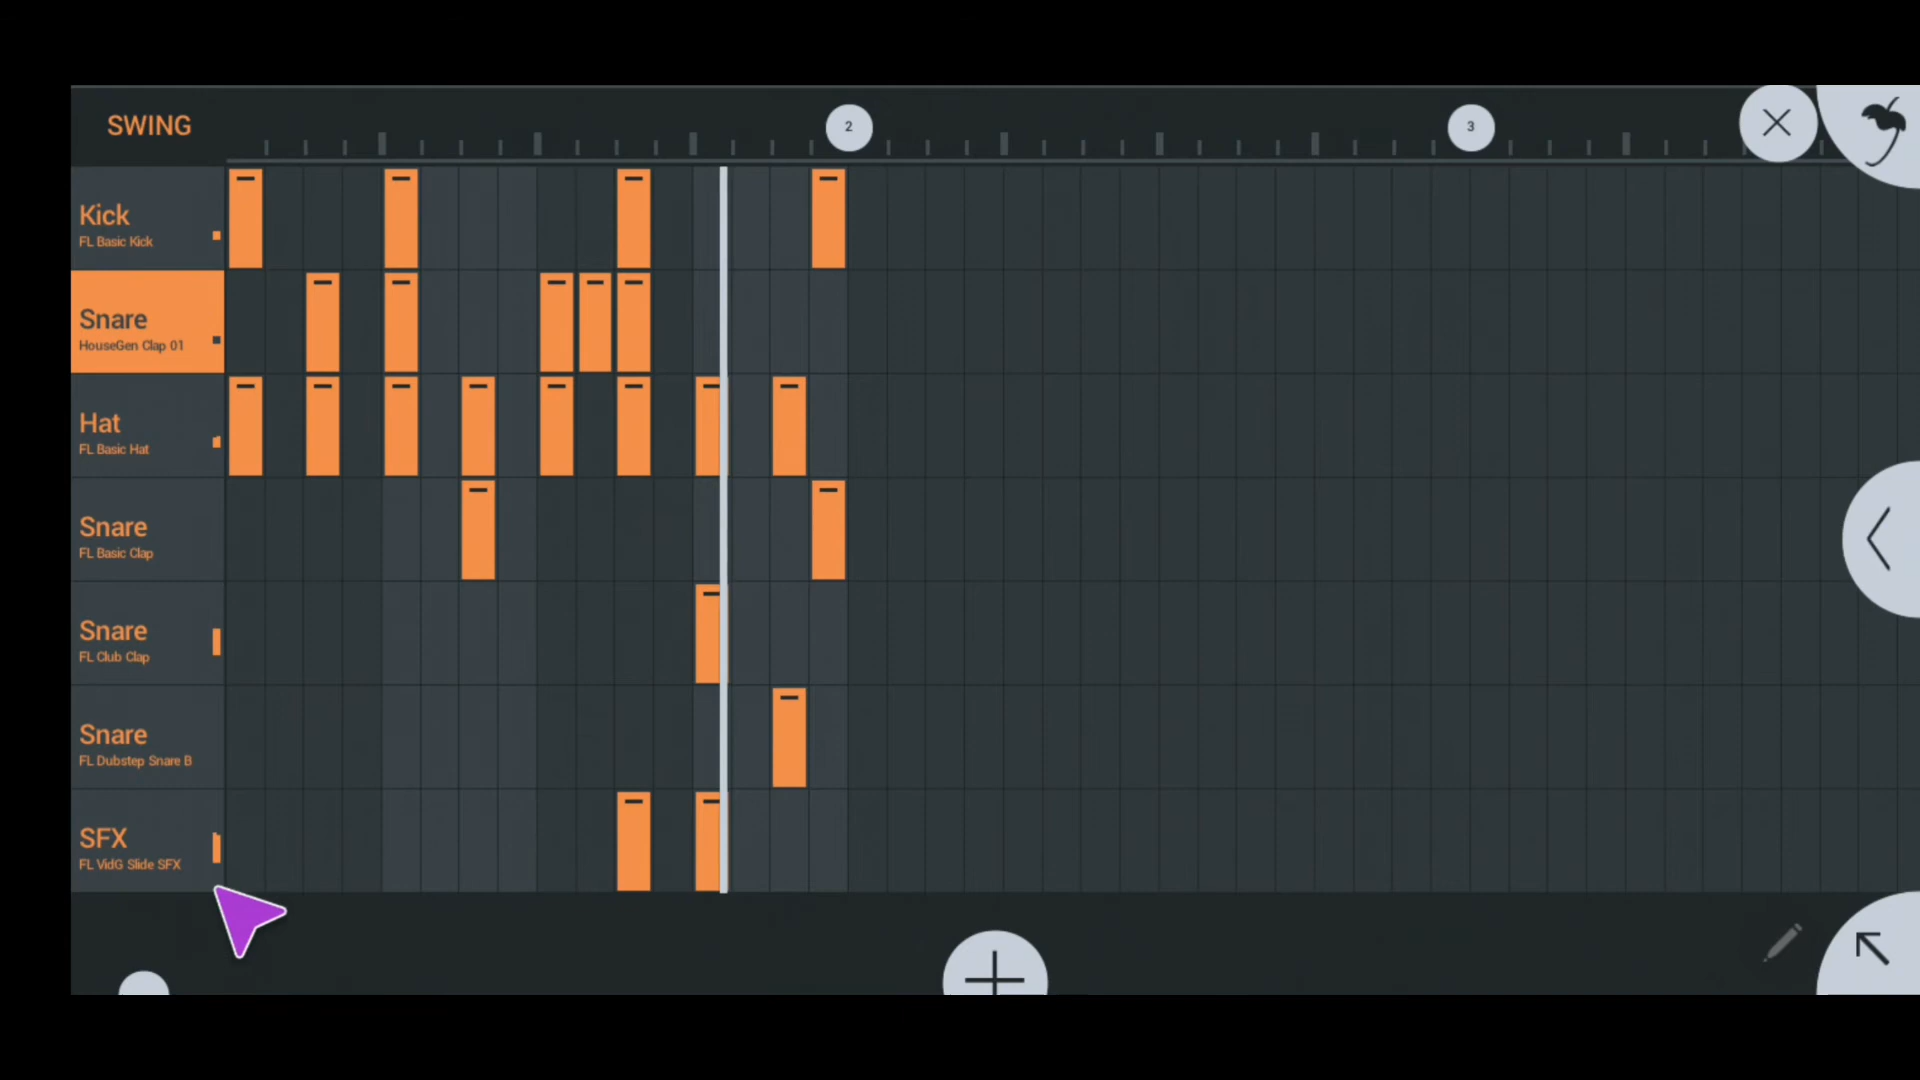 SWING
2
3
Kick
FL Basic Kick
Snare
HouseGen Clap 01
Hat
FL Basic Hat
Snare
FL Basic Clap
Snare
FL Club Clap
Snare
FL Dubstep Snare B
SFX
FL VidG Slide SFX